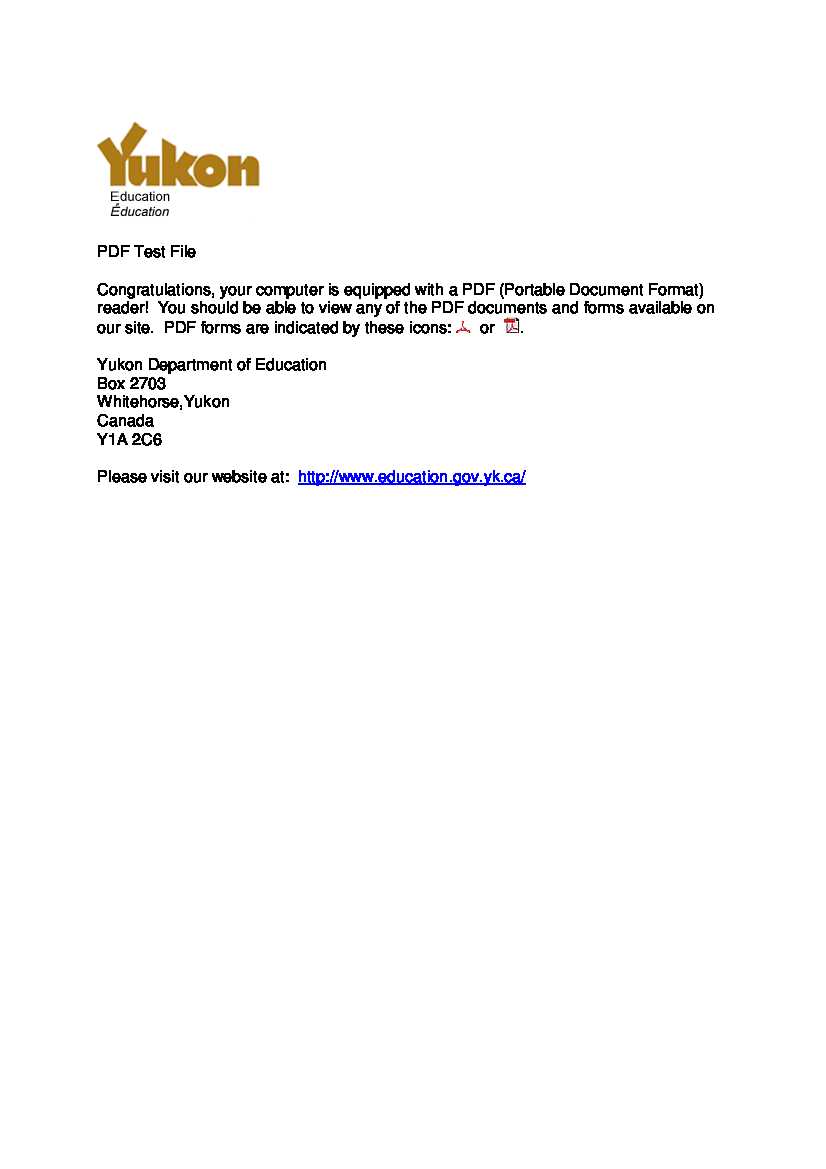 Yukon
Education
Éducation
PDF Test File
Congratulations, your computer is equipped with a PDF (Portable Document Format)
reader!  You should be able to view any of the PDF documents and forms available on
our site.  PDF forms are indicated by these icons:  or  .
Yukon Department of Education
Box 2703
Whitehorse,Yukon
Canada
Y1A 2C6
Please visit our website at:  http://www.education.gov.yk.ca/